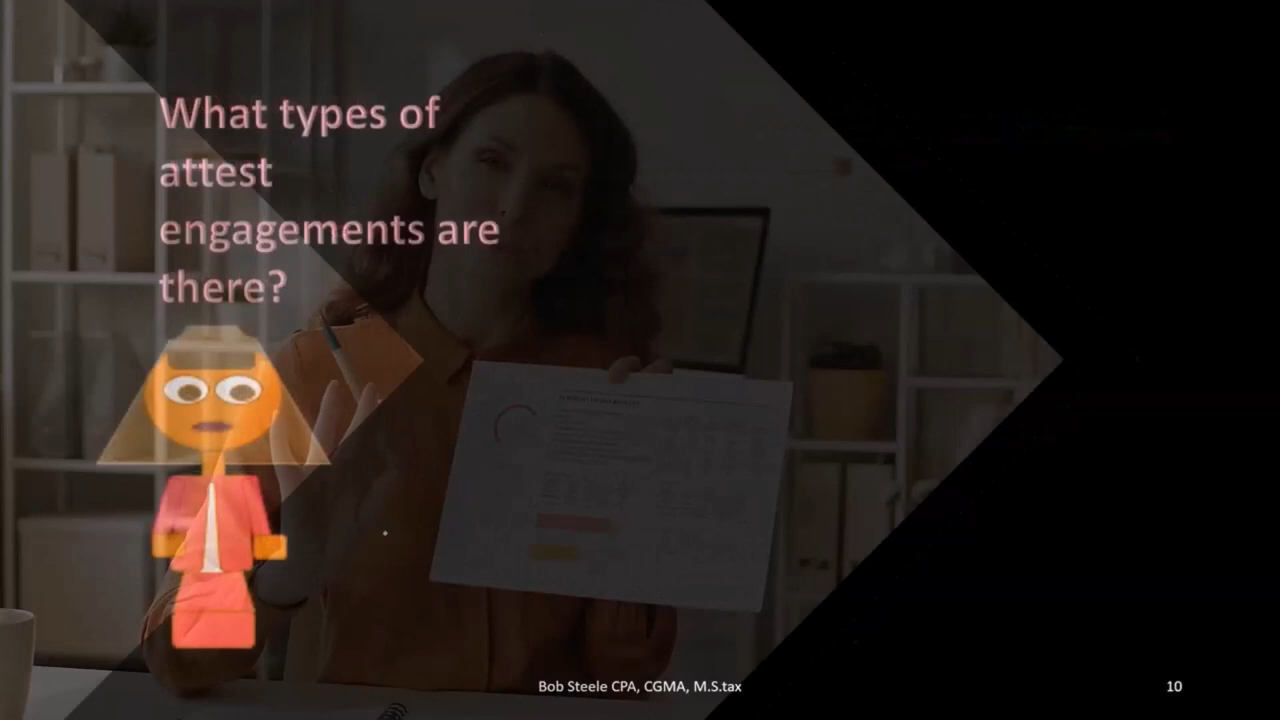 What types of
attest
engagements are
there?
Bob Steele CPA, CGMA, M.S.tax
10